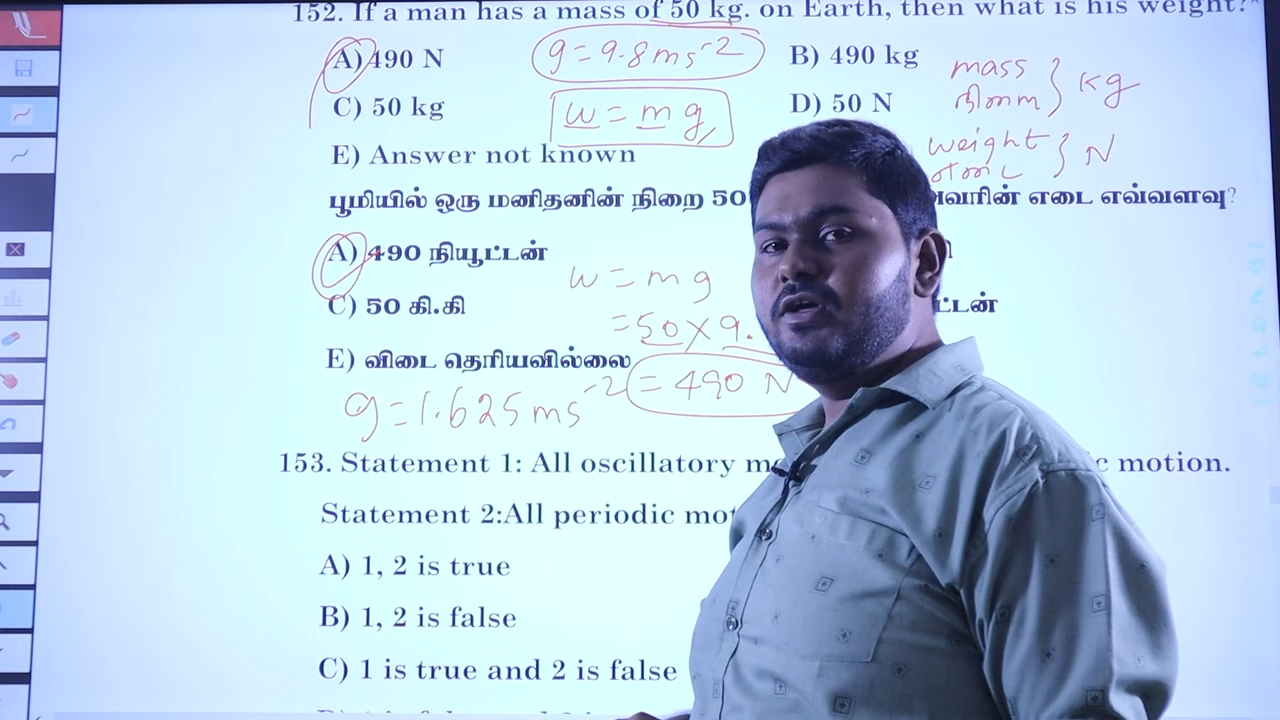 152. If a man has a mass of 50 kg. on Earth, then what is his weight?
A) 490 N
g = 9.8 ms-2
B) 490 kg
mass
நிறை } kg
C) 50 kg
w = mg
D) 50 N
E) Answer not known
weight
எடை } N
பூமியில் ஒரு மனிதனின் நிறை 50 எடை எவ்வளவு?
A) 490 நியூட்டன்
w = mg
C) 50 கி.கி
= 50 x 9.
E) விடை தெரியவில்லை
= 490 N
g = 1.625 ms-2
153. Statement 1: All oscillatory motion.
Statement 2:All periodic
A) 1, 2 is true
B) 1, 2 is false
C) 1 is true and 2 is false